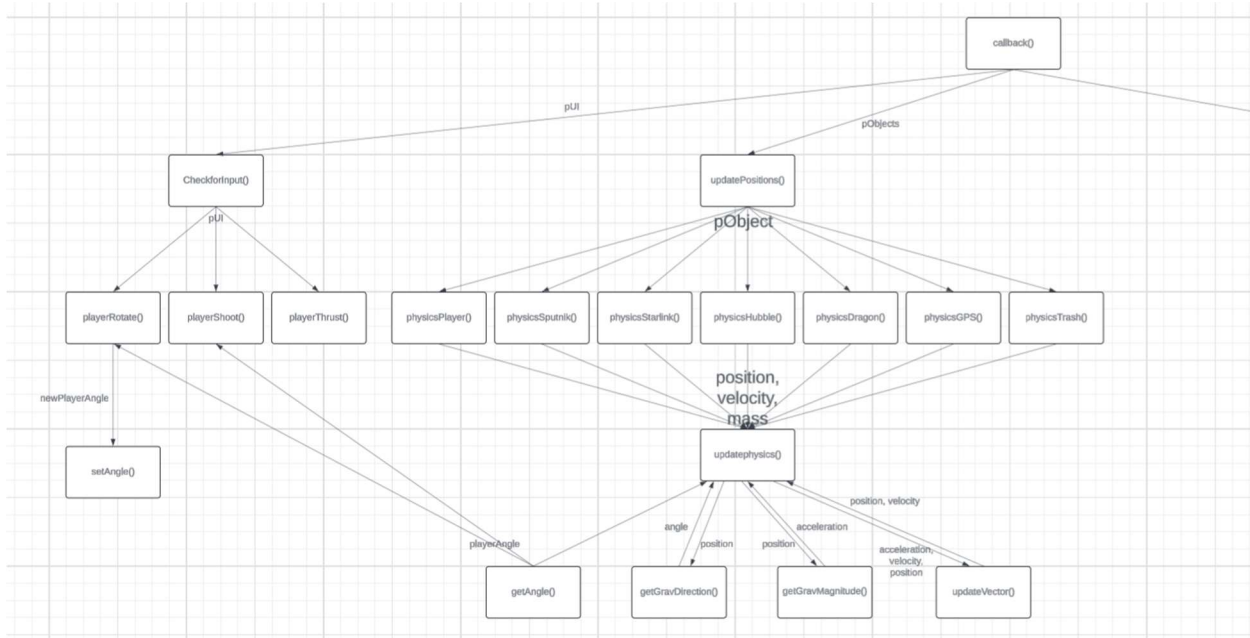 callback()
pUI
pObjects
CheckforInput()
updatePositions()
pUI
pObject
playerRotate()
playerShoot()
playerThrust()
physicsPlayer()
physicsSputnik()
physicsStarlink()
physicsHubble()
physicsDragon()
physicsGPS()
physicsTrash()
position,
velocity,
mass
newPlayerAngle
setAngle()
updatephysics()
position, velocity
angle
acceleration
playerAngle
position
position
acceleration,
velocity,
position
getAngle()
getGravDirection()
getGravMagnitude()
updateVector()